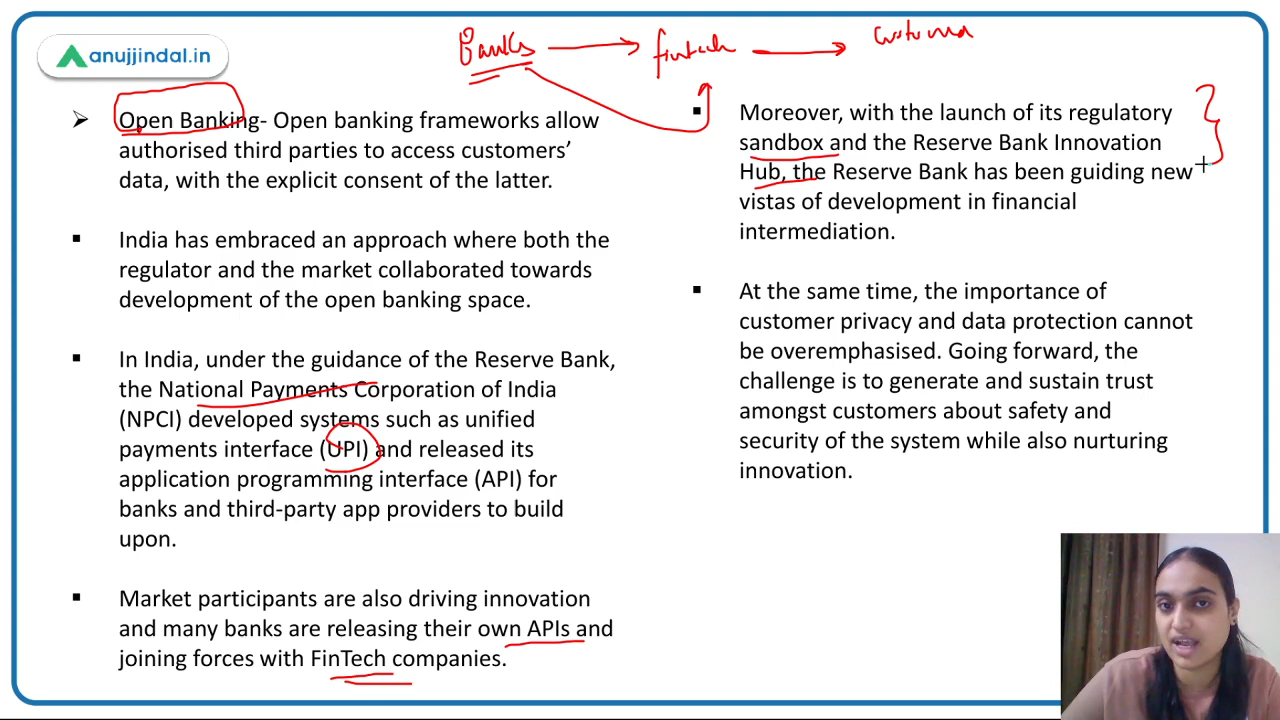 anujjindal.in
Banks → fintech → customer
Open Banking- Open banking frameworks allow
authorised third parties to access customers’
data, with the explicit consent of the latter.
India has embraced an approach where both the
regulator and the market collaborated towards
development of the open banking space.
In India, under the guidance of the Reserve Bank,
the National Payments Corporation of India
(NPCI) developed systems such as unified
payments interface (UPI) and released its
application programming interface (API) for
banks and third-party app providers to build
upon.
Market participants are also driving innovation
and many banks are releasing their own APIs and
joining forces with FinTech companies.
Moreover, with the launch of its regulatory
sandbox and the Reserve Bank Innovation
Hub, the Reserve Bank has been guiding new
vistas of development in financial
intermediation.
At the same time, the importance of
customer privacy and data protection cannot
be overemphasised. Going forward, the
challenge is to generate and sustain trust
amongst customers about safety and
security of the system while also nurturing
innovation.